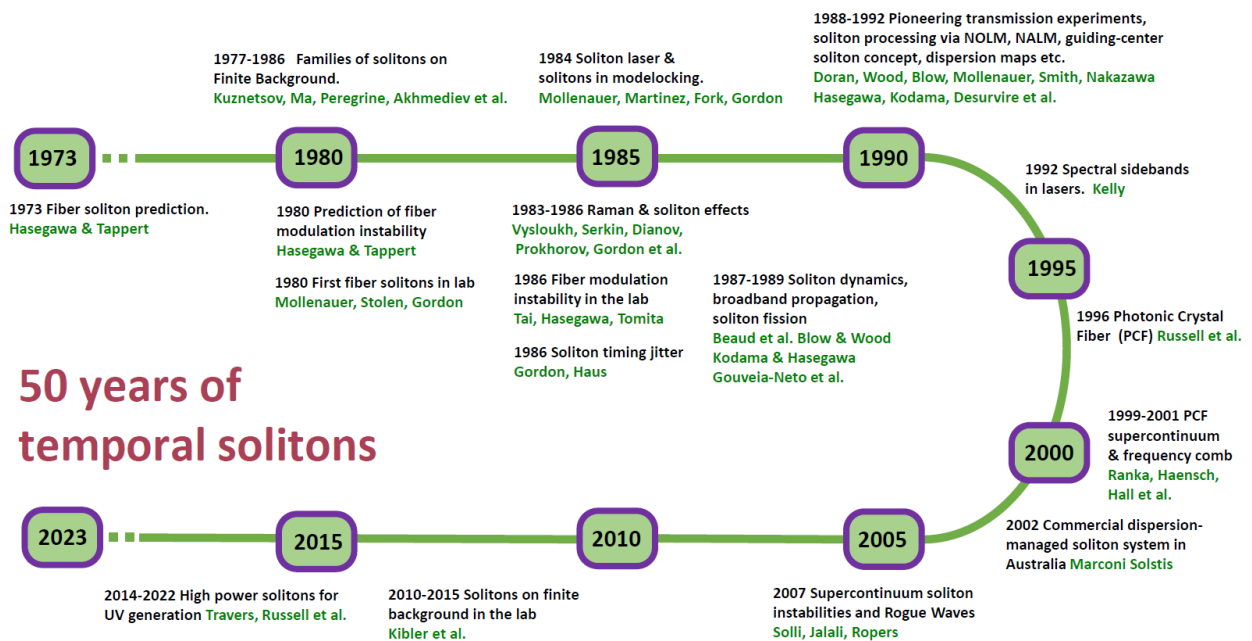 1977-1986 Families of solitons on
Finite Background.
Kuznetsov, Ma, Peregrine, Akhmediev et al.
1984 Soliton laser &
solitons in modelocking.
Mollenauer, Martinez, Fork, Gordon
1988-1992 Pioneering transmission experiments,
soliton processing via NOLM, NALM, guiding-center
soliton concept, dispersion maps etc.
Doran, Wood, Blow, Mollenauer, Smith, Nakazawa
Hasegawa, Kodama, Desurvire et al.
1973
1980
1985
1990
1973 Fiber soliton prediction.
Hasegawa & Tappert
1980 Prediction of fiber
modulation instability
Hasegawa & Tappert
1980 First fiber solitons in lab
Mollenauer, Stolen, Gordon
1983-1986 Raman & soliton effects
Vysloukh, Serkin, Dianov,
Prokhorov, Gordon et al.
1986 Fiber modulation
instability in the lab
Tai, Hasegawa, Tomita
1986 Soliton timing jitter
Gordon, Haus
1987-1989 Soliton dynamics,
broadband propagation,
soliton fission
Beaud et al. Blow & Wood
Kodama & Hasegawa
Gouveia-Neto et al.
1992 Spectral sidebands
in lasers. Kelly
1995
1996 Photonic Crystal
Fiber (PCF) Russell et al.
50 years of
temporal solitons
1999-2001 PCF
supercontinuum
& frequency comb
Ranka, Haensch,
Hall et al.
2000
2002 Commercial dispersion-
managed soliton system in
Australia Marconi Solstis
2023
2015
2010
2005
2014-2022 High power solitons for
UV generation Travers, Russell et al.
2010-2015 Solitons on finite
background in the lab
Kibler et al.
2007 Supercontinuum soliton
instabilities and Rogue Waves
Solli, Jalali, Ropers